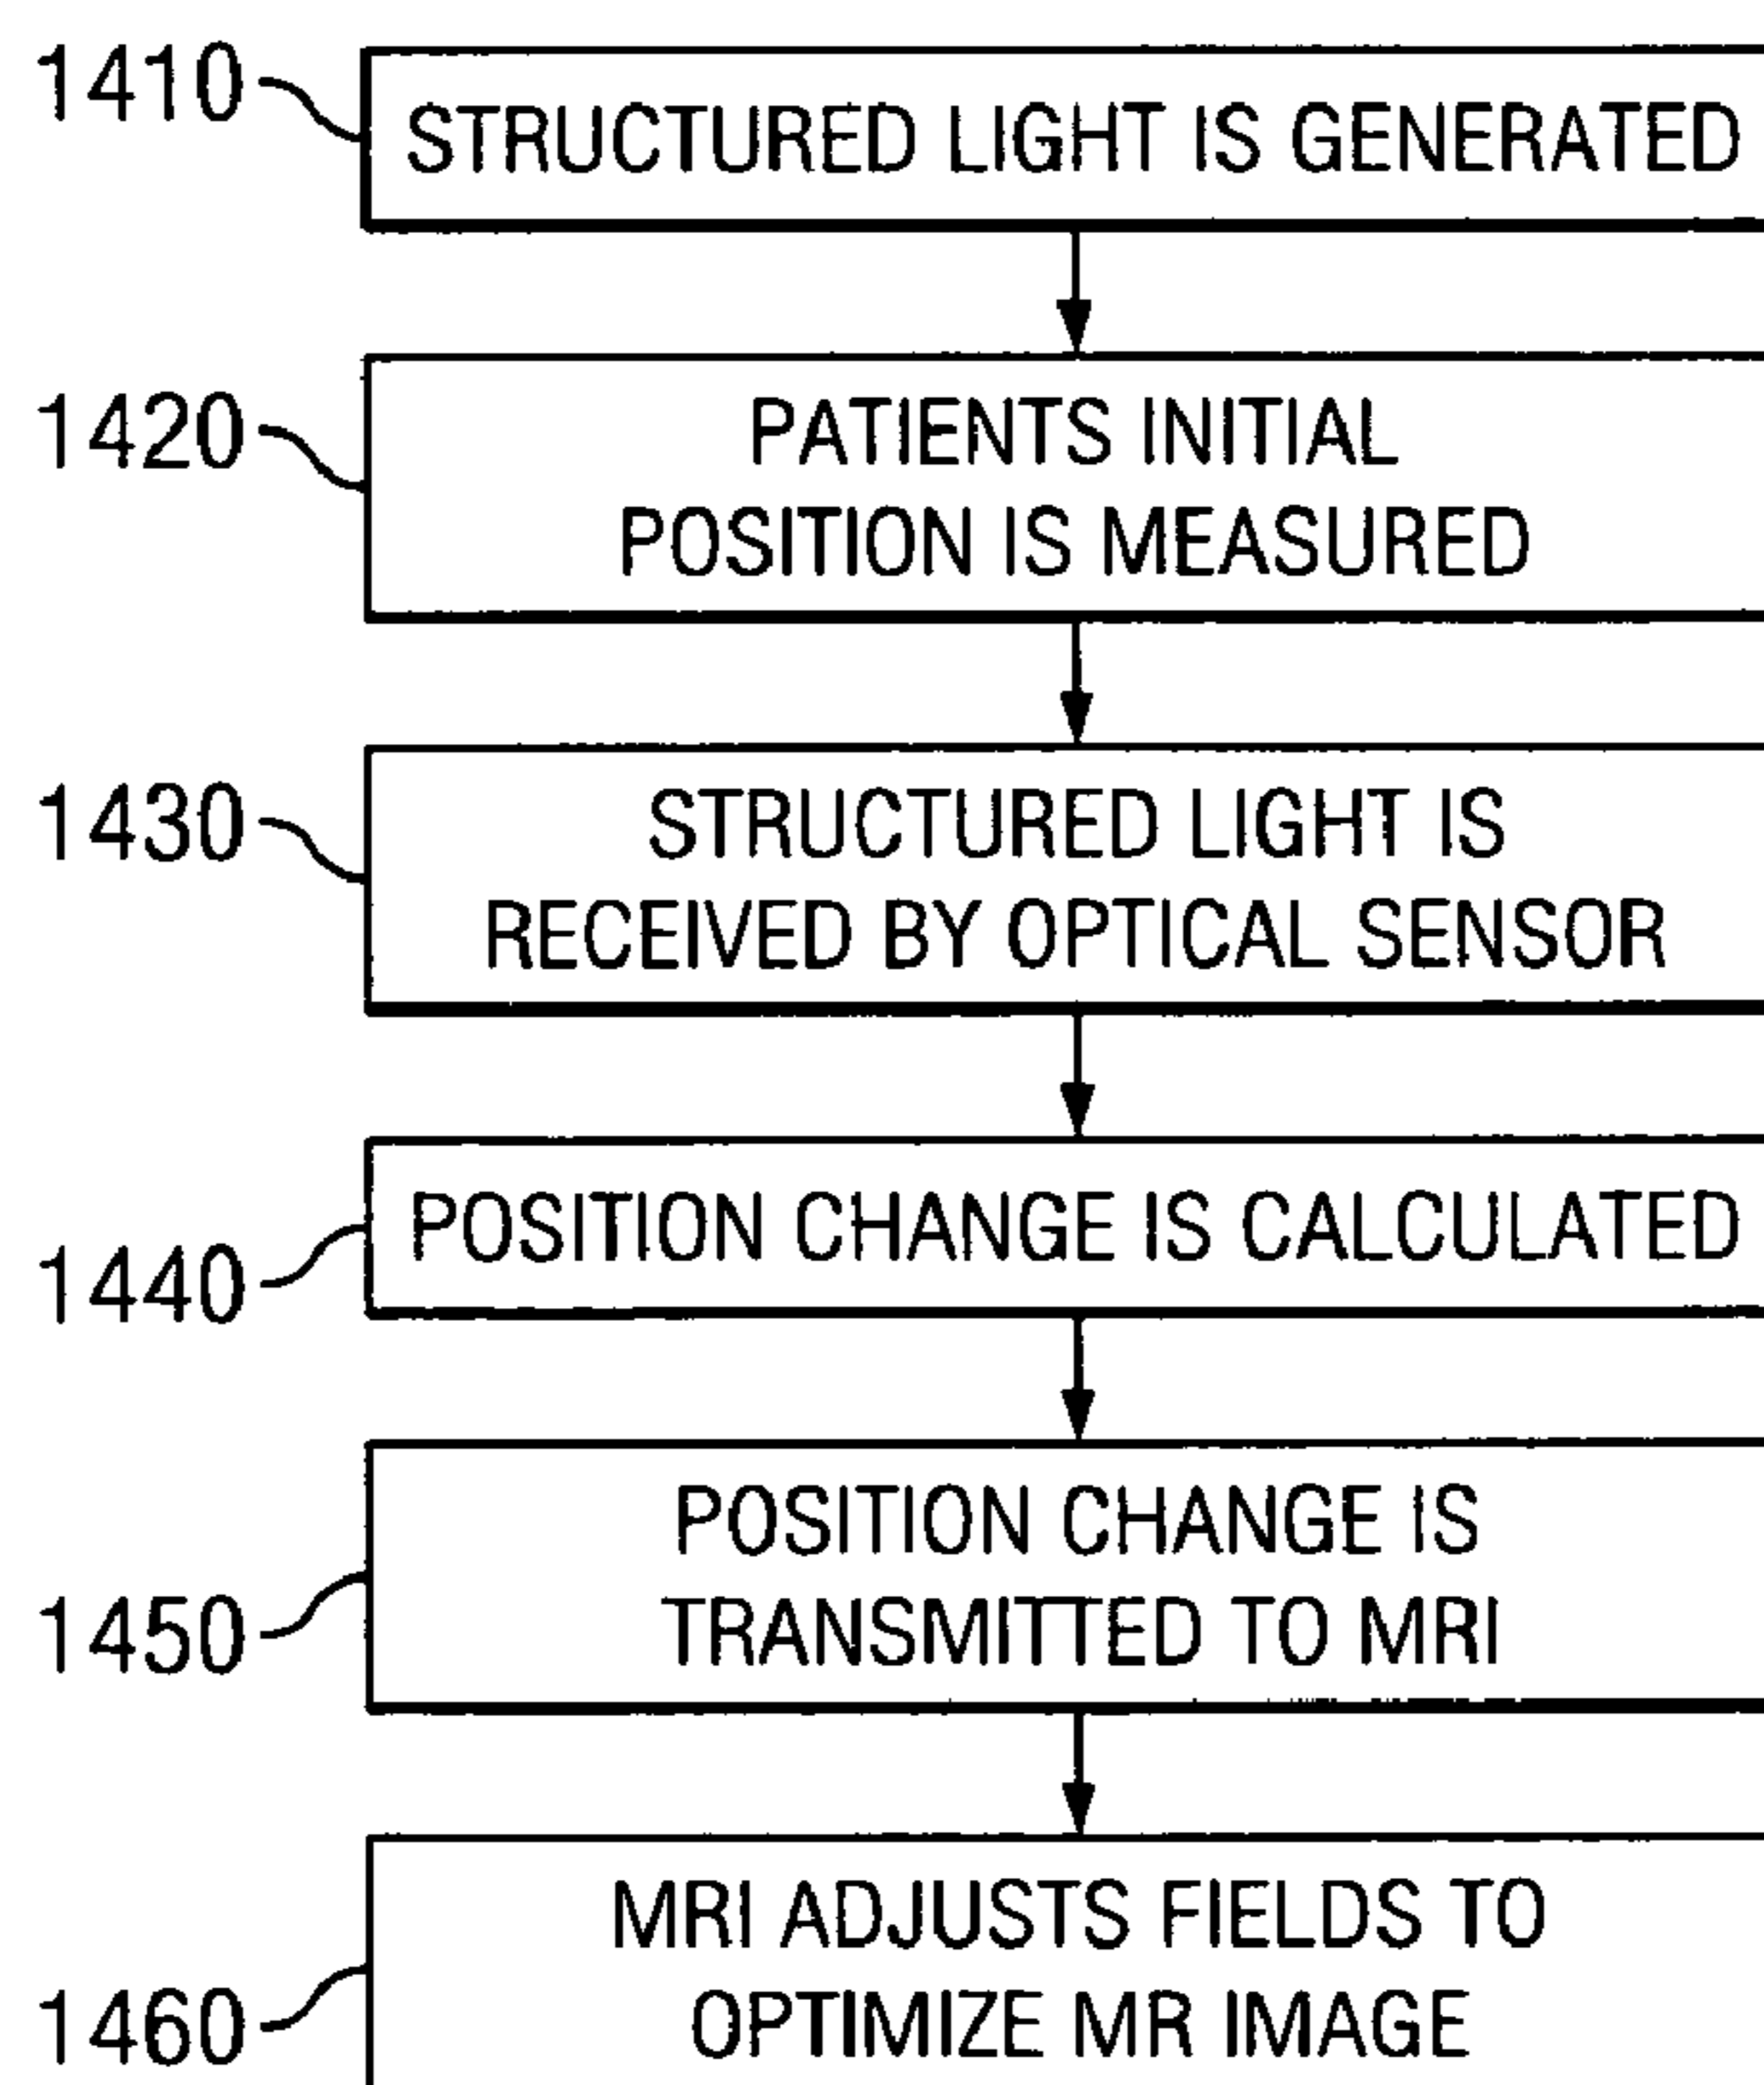 1410
STRUCTURED LIGHT IS GENERATED
1420
PATIENTS INITIAL
POSITION IS MEASURED
1430
STRUCTURED LIGHT IS
RECEIVED BY OPTICAL SENSOR
1440
POSITION CHANGE IS CALCULATED
1450
POSITION CHANGE IS
TRANSMITTED TO MRI
1460
MRI ADJUSTS FIELDS TO
OPTIMIZE MR IMAGE